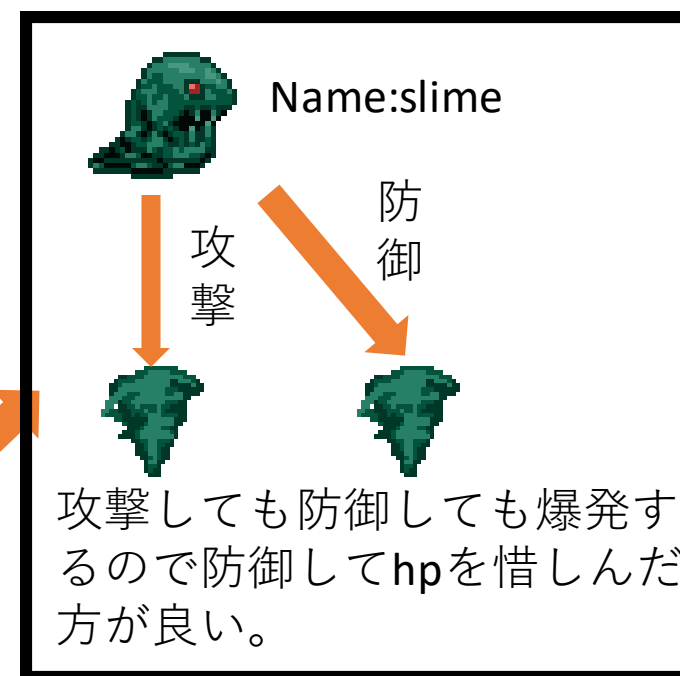 Name:slime
攻撃
防御
攻撃しても防御しても爆発す
るので防御してhpを惜しんだ
方が良い。